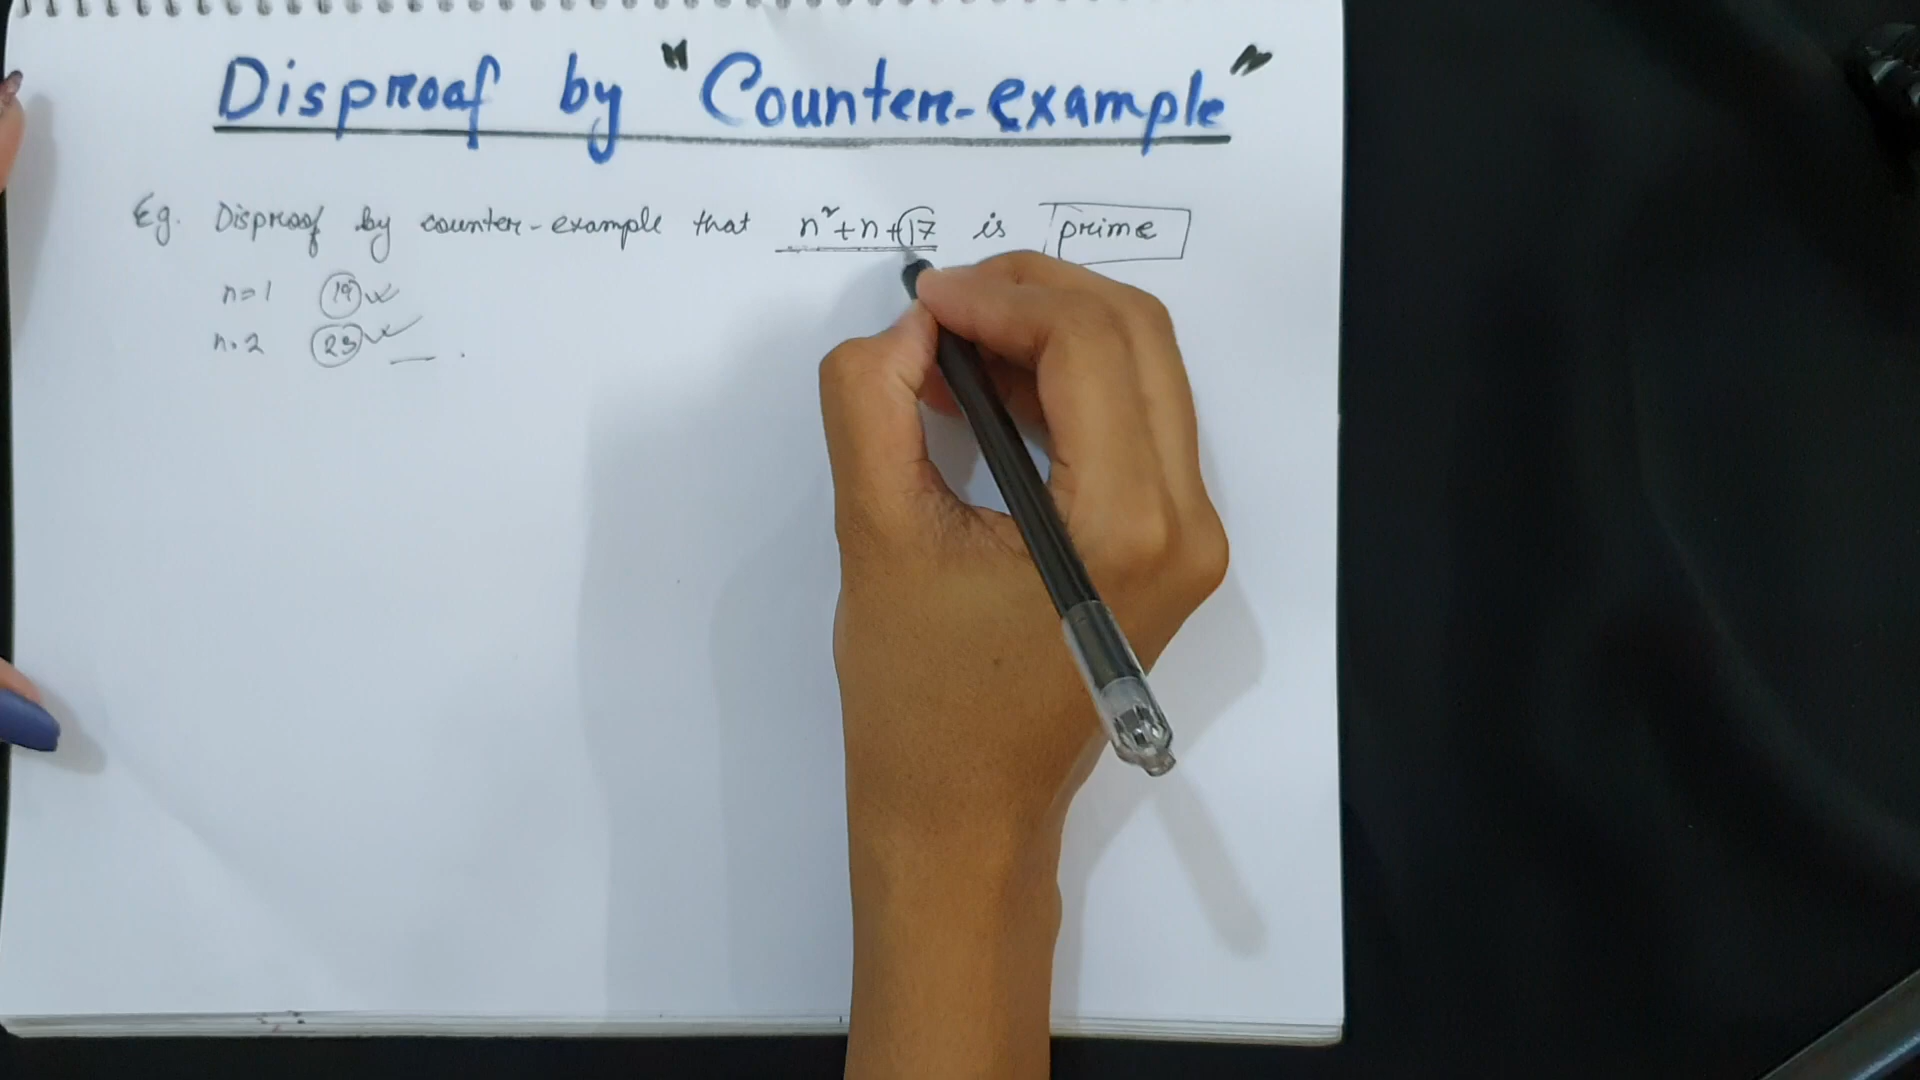 Disproof by "Counter-example"
Eg. Disproof by counter-example that n²+n+17 is prime
n=1 19
n=2 23